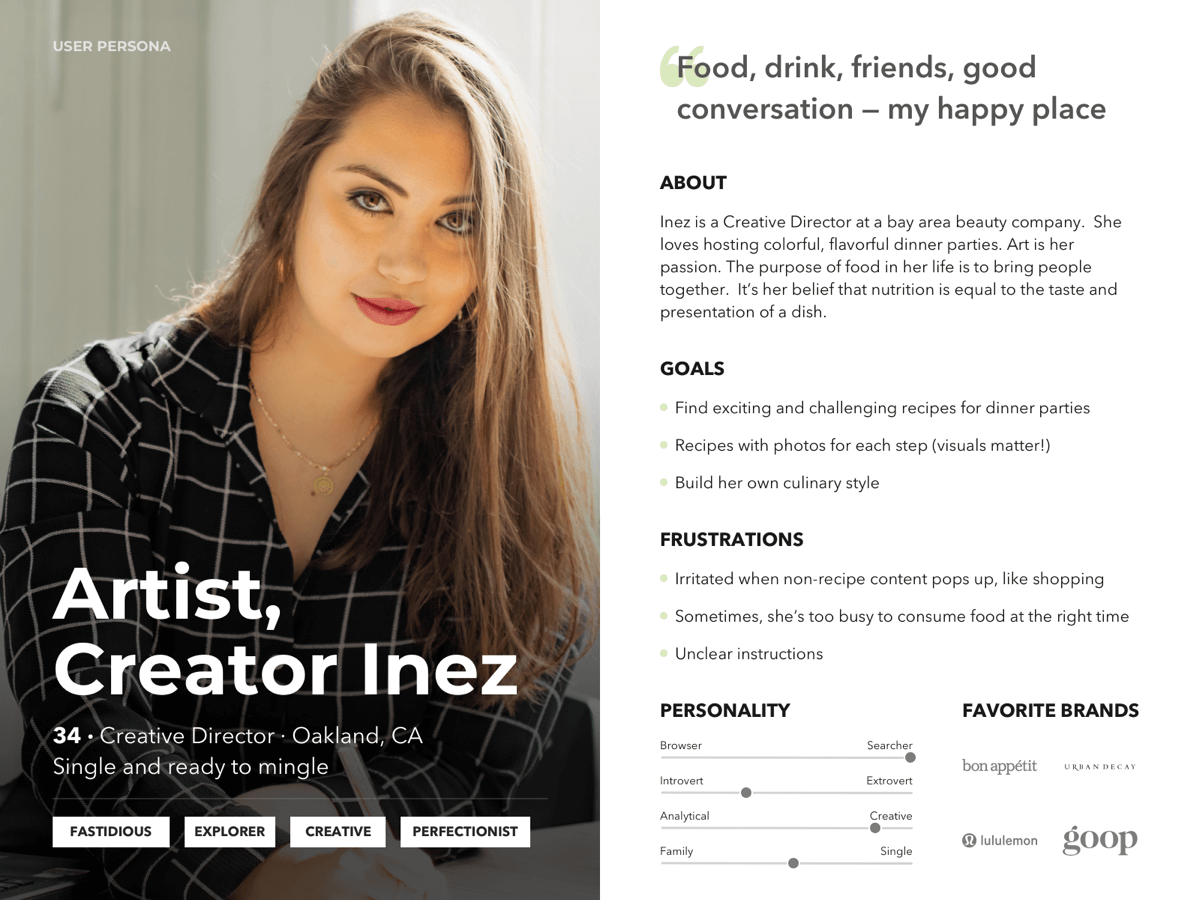 USER PERSONA
Artist,
Creator Inez
34 • Creative Director · Oakland, CA
Single and ready to mingle
FASTIDIOUS
EXPLORER
CREATIVE
PERFECTIONIST
“Food, drink, friends, good
conversation – my happy place
ABOUT
Inez is a Creative Director at a bay area beauty company.  She
loves hosting colorful, flavorful dinner parties. Art is her
passion. The purpose of food in her life is to bring people
together.  It’s her belief that nutrition is equal to the taste and
presentation of a dish.
GOALS
Find exciting and challenging recipes for dinner parties
Recipes with photos for each step (visuals matter!)
Build her own culinary style
FRUSTRATIONS
Irritated when non-recipe content pops up, like shopping
Sometimes, she’s too busy to consume food at the right time
Unclear instructions
PERSONALITY
Browser Searcher
Introvert Extrovert
Analytical Creative
Family Single
FAVORITE BRANDS
bon appétit
URBAN DECAY
lululemon
goop